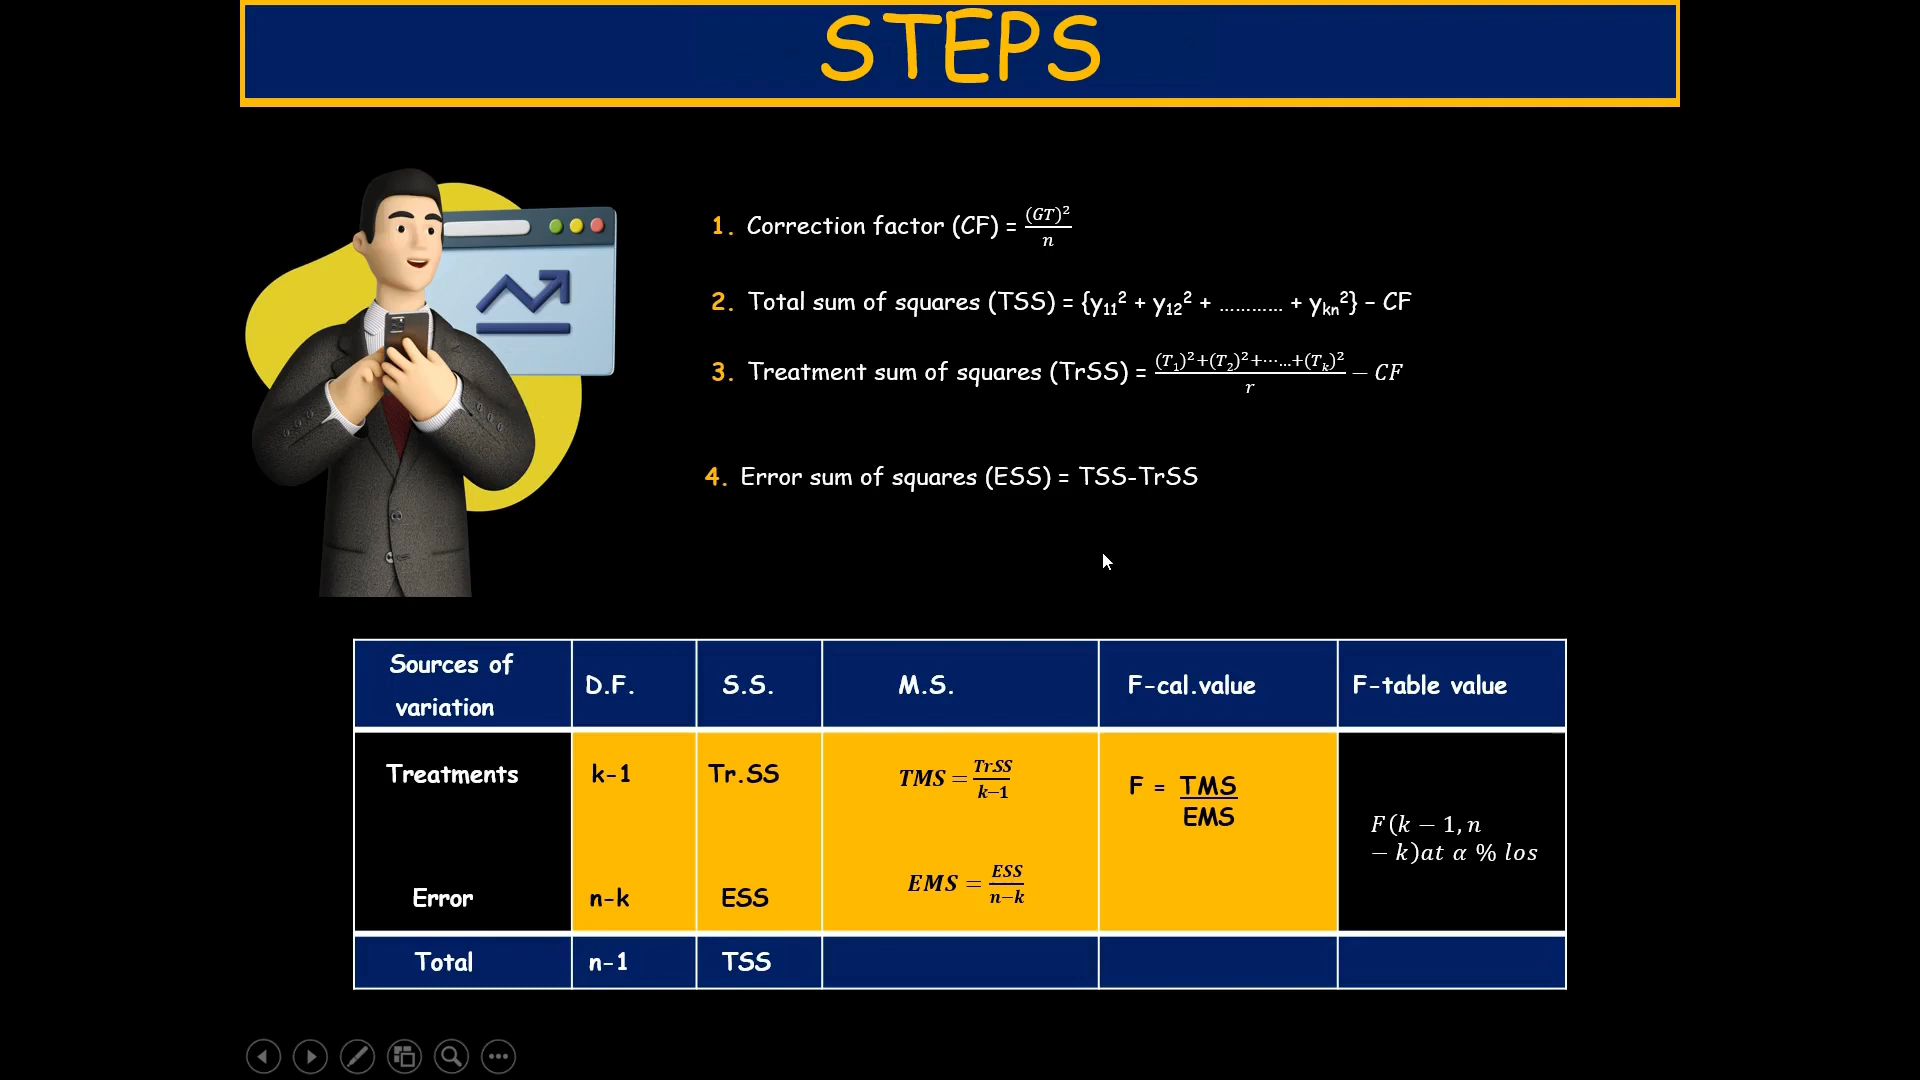 STEPS
1. Correction factor (CF) = (GT)²/n
2. Total sum of squares (TSS) = {y₁₁² + y₁₂² + ………… + yₖₙ²} – CF
3. Treatment sum of squares (TrSS) = (T₁)²+(T₂)²+⋯…+(Tₖ)²/r − CF
4. Error sum of squares (ESS) = TSS-TrSS
Sources of variation D.F. S.S. M.S. F-cal.value F-table value
Treatments k-1 Tr.SS TMS = TrSS/k−1 F = TMS/EMS
F(k − 1, n
− k)at α % los
Error n-k ESS EMS = ESS/n−k
Total n-1 TSS